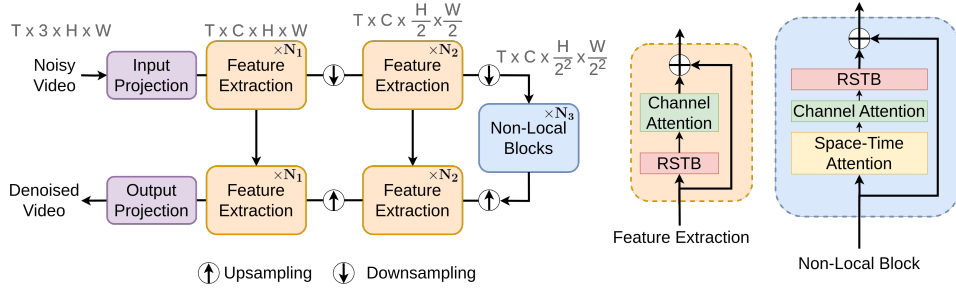 T x 3 x H x W
T x C x H x W
T x C x H/2 x W/2
T x C x H/2² x W/2²
Noisy
Video
Input
Projection
×N₁
Feature
Extraction
×N₂
Feature
Extraction
×N₃
Non-Local
Blocks
Denoised
Video
Output
Projection
×N₁
Feature
Extraction
×N₂
Feature
Extraction
Upsampling
Downsampling
Channel
Attention
RSTB
Feature Extraction
RSTB
Channel Attention
Space-Time
Attention
Non-Local Block